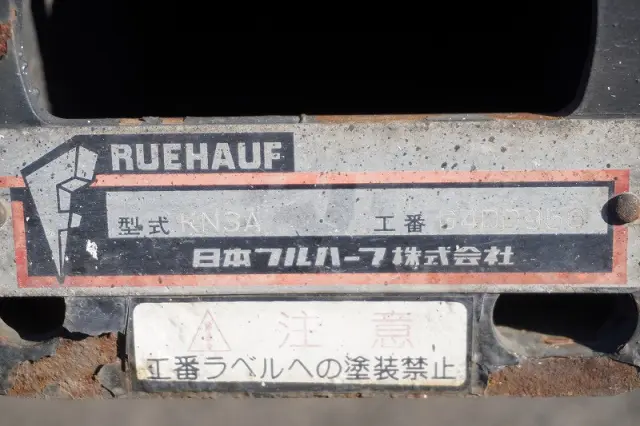 RUEHAUF
型式 KN3A 工番
日本フルハーフ株式会社
⚠ 注意
工番ラベルへの塗装禁止